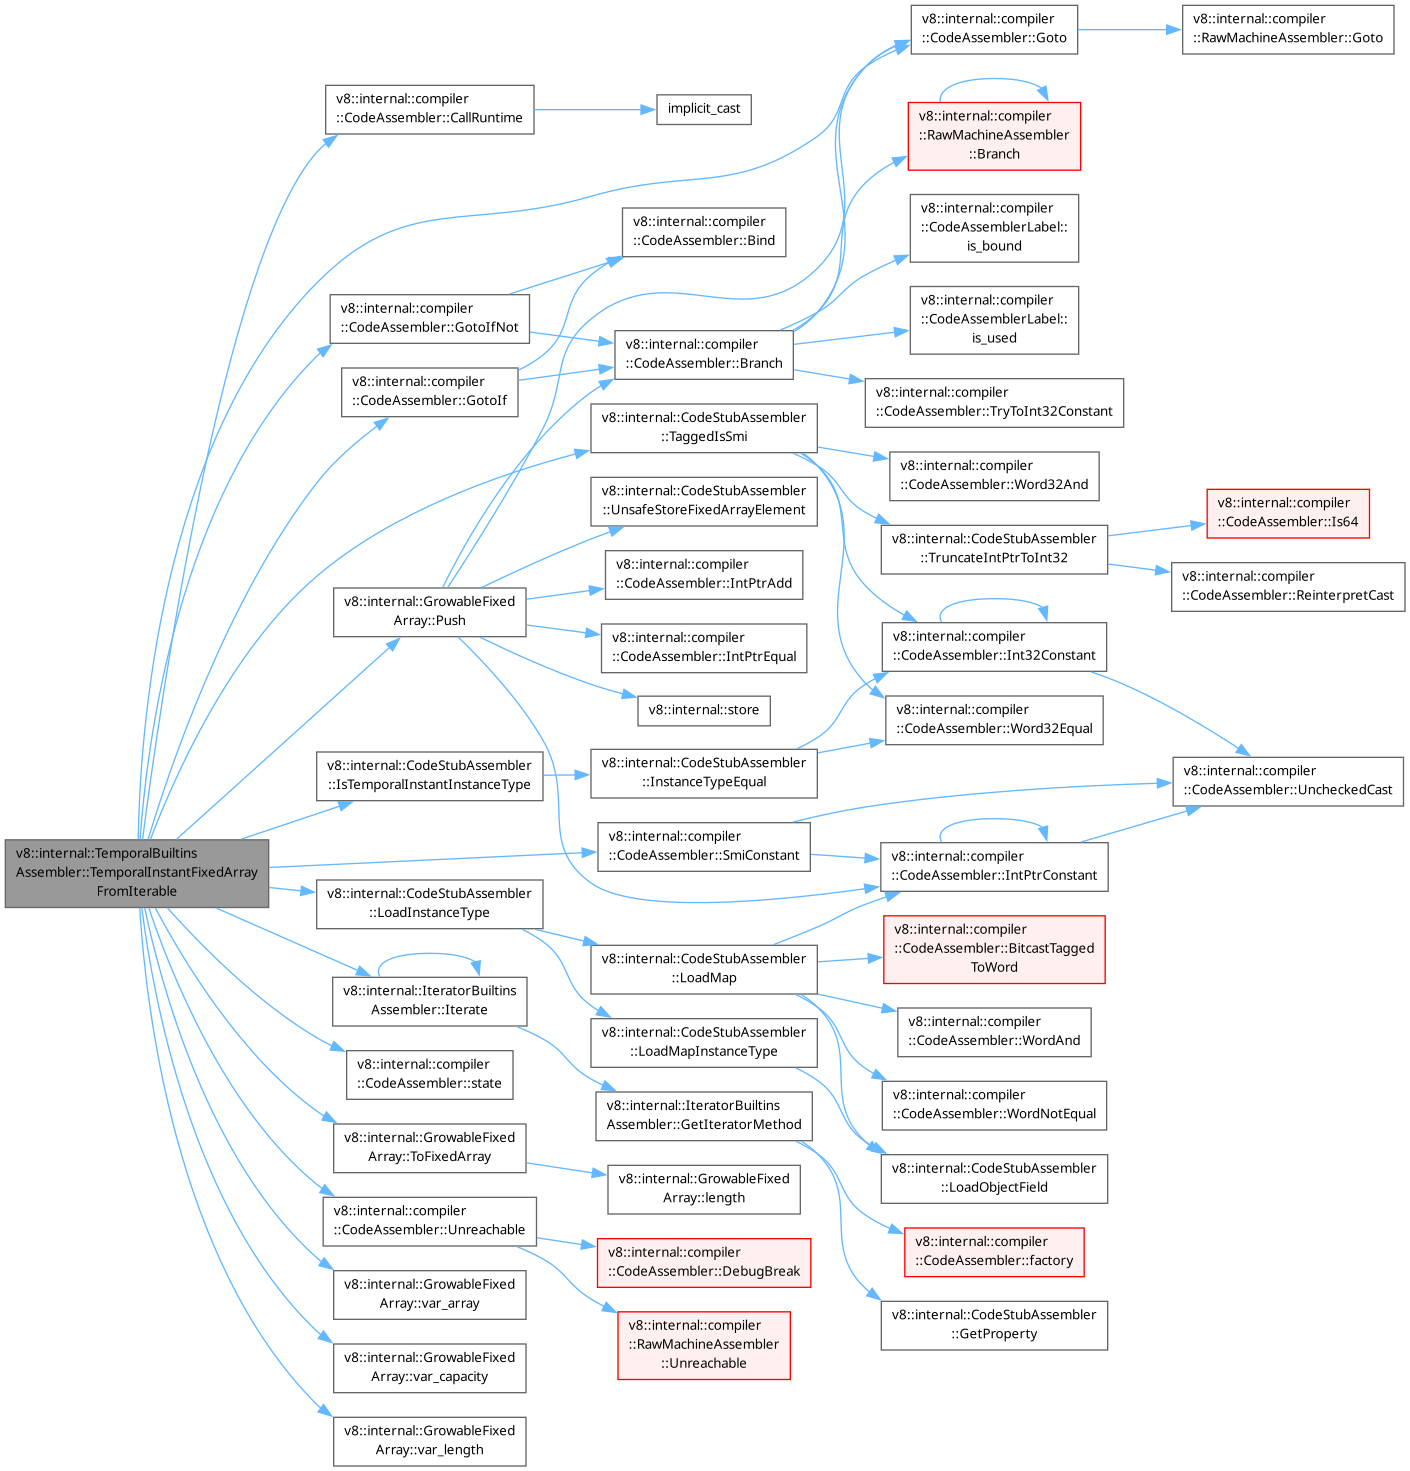 v8::internal::TemporalBuiltins
Assembler::TemporalInstantFixedArray
FromIterable
v8::internal::compiler
::CodeAssembler::CallRuntime
implicit_cast
v8::internal::compiler
::CodeAssembler::Goto
v8::internal::compiler
::RawMachineAssembler::Goto
v8::internal::compiler
::RawMachineAssembler
::Branch
v8::internal::compiler
::CodeAssembler::Bind
v8::internal::compiler
::CodeAssemblerLabel::
is_bound
v8::internal::compiler
::CodeAssembler::GotoIfNot
v8::internal::compiler
::CodeAssemblerLabel::
is_used
v8::internal::compiler
::CodeAssembler::Branch
v8::internal::compiler
::CodeAssembler::GotoIf
v8::internal::compiler
::CodeAssembler::TryToInt32Constant
v8::internal::CodeStubAssembler
::TaggedIsSmi
v8::internal::compiler
::CodeAssembler::Word32And
v8::internal::CodeStubAssembler
::UnsafeStoreFixedArrayElement
v8::internal::compiler
::CodeAssembler::Is64
v8::internal::CodeStubAssembler
::TruncateIntPtrToInt32
v8::internal::compiler
::CodeAssembler::IntPtrAdd
v8::internal::compiler
::CodeAssembler::ReinterpretCast
v8::internal::GrowableFixed
Array::Push
v8::internal::compiler
::CodeAssembler::IntPtrEqual
v8::internal::compiler
::CodeAssembler::Int32Constant
v8::internal::store
v8::internal::compiler
::CodeAssembler::Word32Equal
v8::internal::CodeStubAssembler
::IsTemporalInstantInstanceType
v8::internal::CodeStubAssembler
::InstanceTypeEqual
v8::internal::compiler
::CodeAssembler::UncheckedCast
v8::internal::compiler
::CodeAssembler::SmiConstant
v8::internal::compiler
::CodeAssembler::IntPtrConstant
v8::internal::CodeStubAssembler
::LoadInstanceType
v8::internal::CodeStubAssembler
::LoadMap
v8::internal::compiler
::CodeAssembler::BitcastTagged
ToWord
v8::internal::IteratorBuiltins
Assembler::Iterate
v8::internal::compiler
::CodeAssembler::WordAnd
v8::internal::CodeStubAssembler
::LoadMapInstanceType
v8::internal::compiler
::CodeAssembler::state
v8::internal::compiler
::CodeAssembler::WordNotEqual
v8::internal::IteratorBuiltins
Assembler::GetIteratorMethod
v8::internal::GrowableFixed
Array::ToFixedArray
v8::internal::CodeStubAssembler
::LoadObjectField
v8::internal::GrowableFixed
Array::length
v8::internal::compiler
::CodeAssembler::Unreachable
v8::internal::compiler
::CodeAssembler::factory
v8::internal::compiler
::CodeAssembler::DebugBreak
v8::internal::GrowableFixed
Array::var_array
v8::internal::CodeStubAssembler
::GetProperty
v8::internal::compiler
::RawMachineAssembler
::Unreachable
v8::internal::GrowableFixed
Array::var_capacity
v8::internal::GrowableFixed
Array::var_length